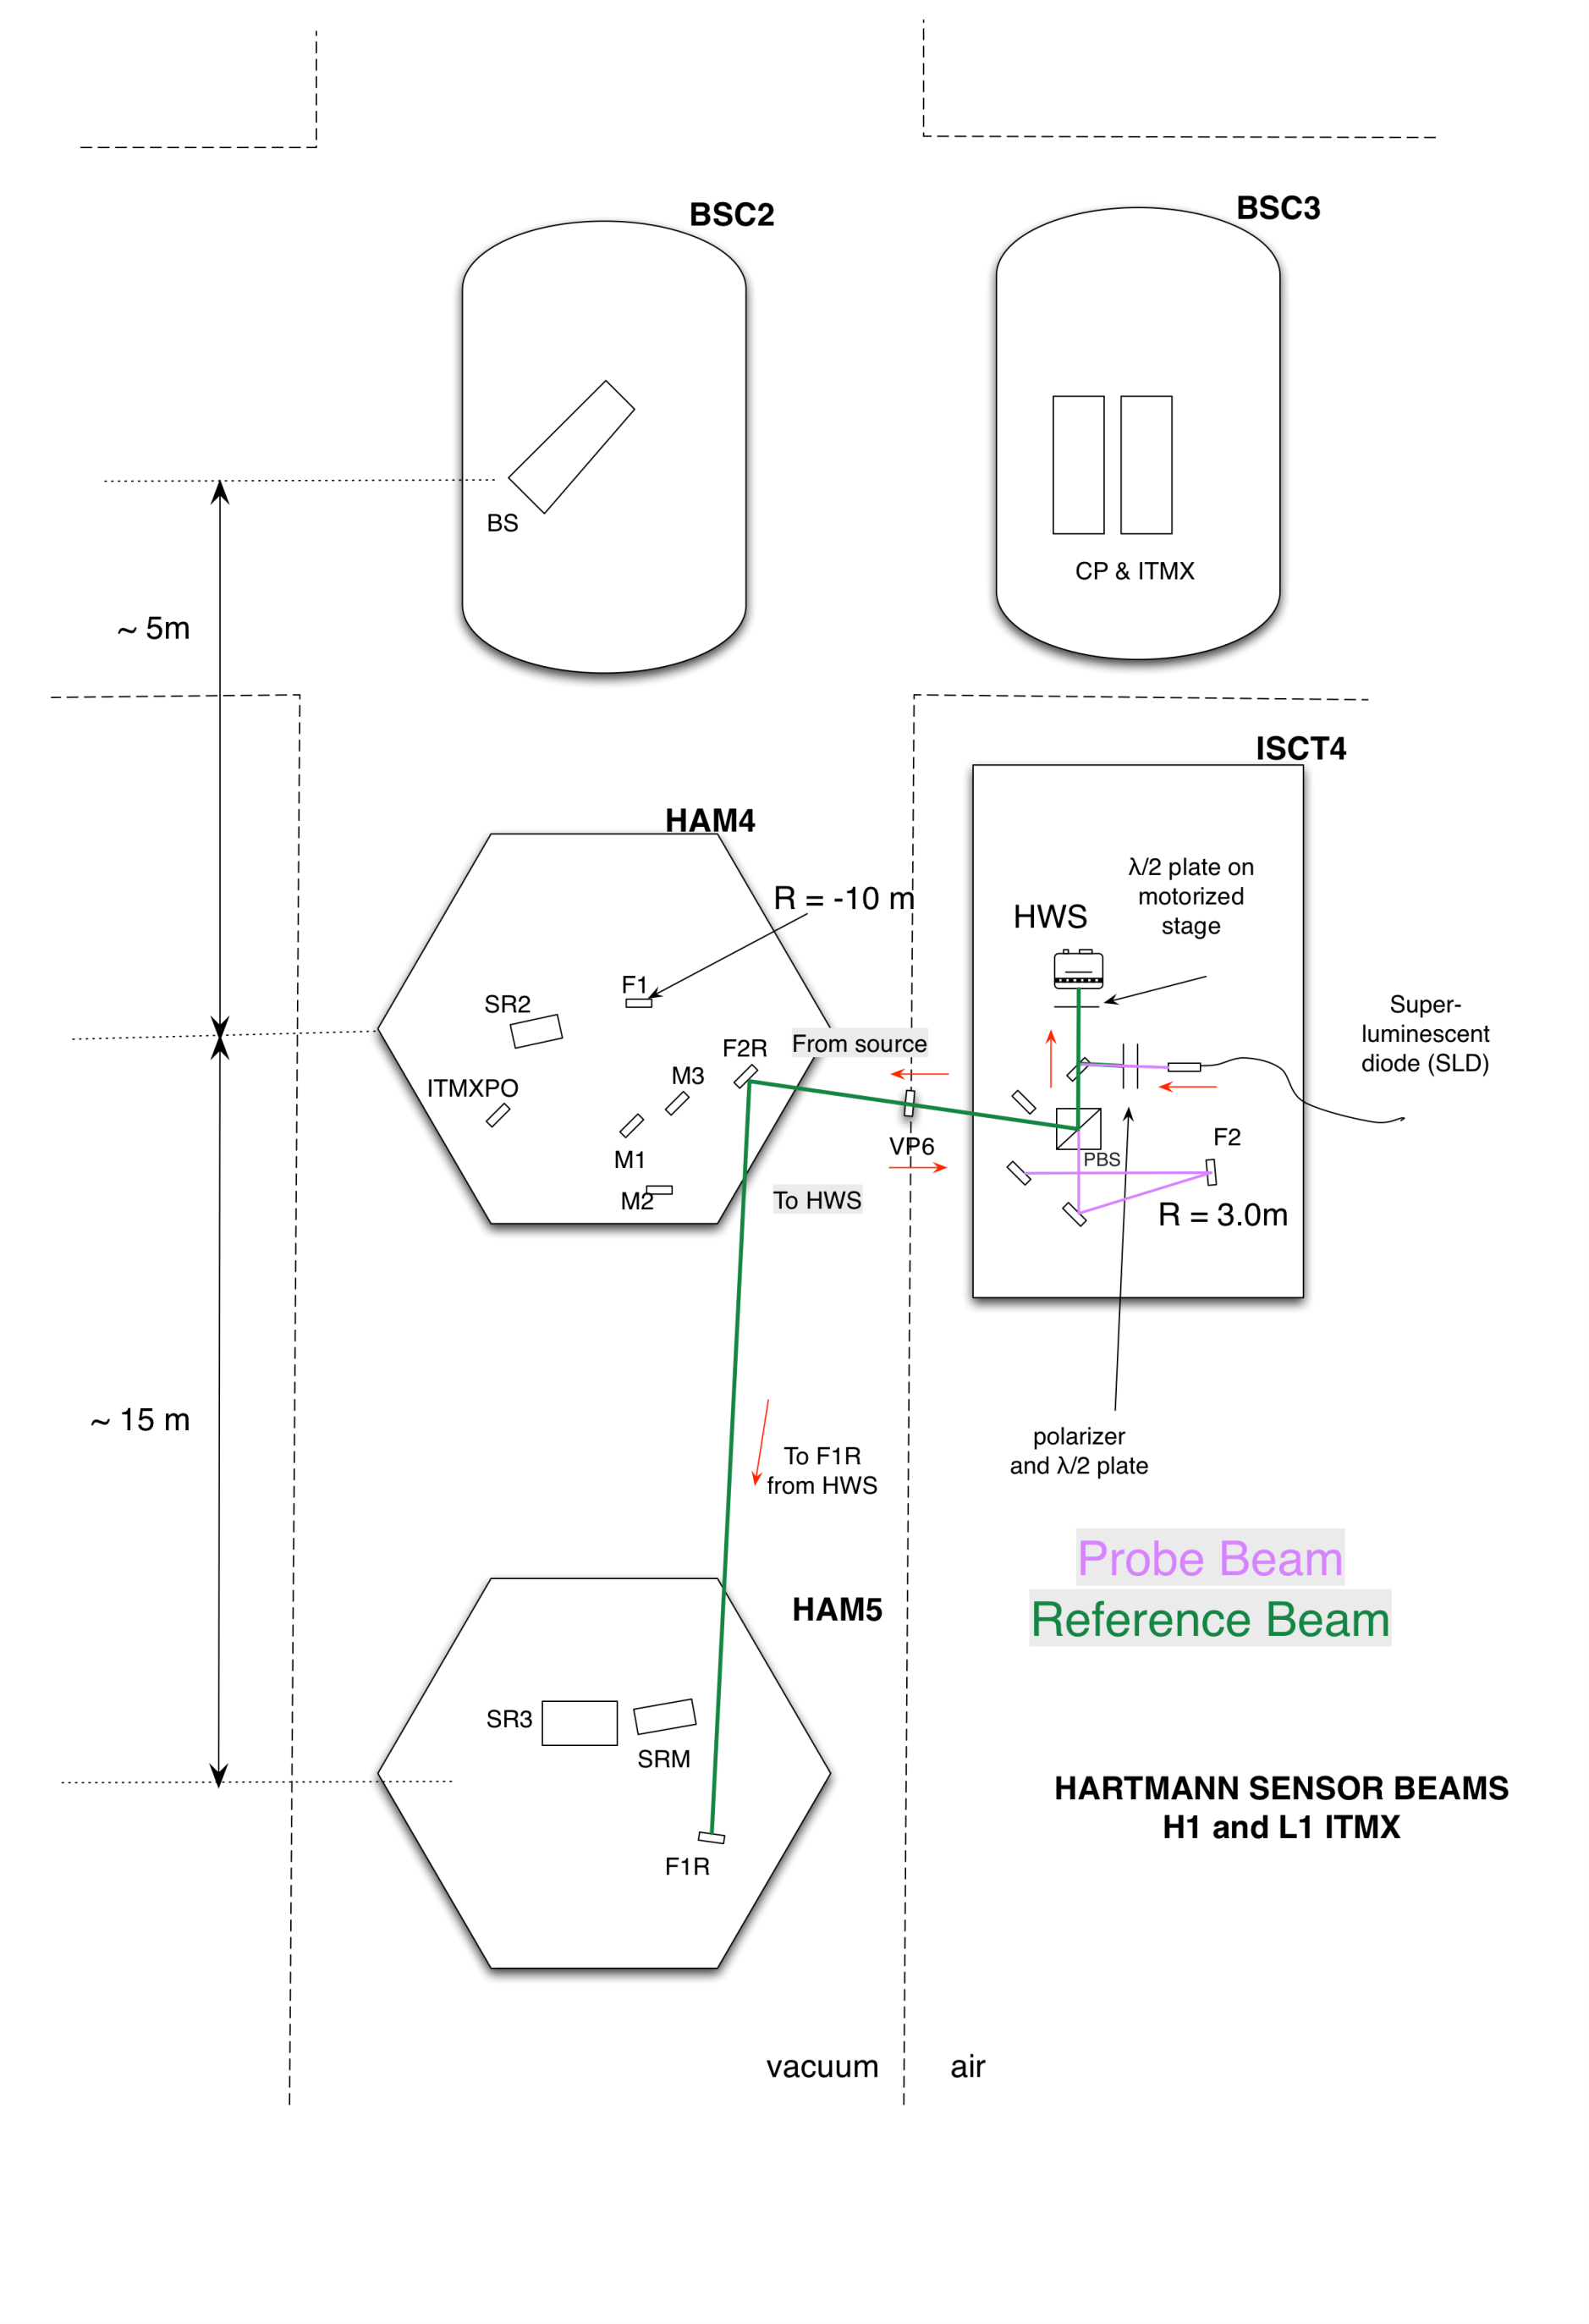 BSC2
BSC3
BS
CP & ITMX
~ 5m
ISCT4
HAM4
λ/2 plate on
motorized
stage
R = -10 m
HWS
F1
SR2
Super-
luminescent
diode (SLD)
From source
F2R
M3
ITMXPO
F2
VP6
PBS
M1
M2
To HWS
R = 3.0m
~ 15 m
polarizer
and λ/2 plate
To F1R
from HWS
Probe Beam
Reference Beam
HAM5
SR3
SRM
HARTMANN SENSOR BEAMS
H1 and L1 ITMX
F1R
vacuum
air